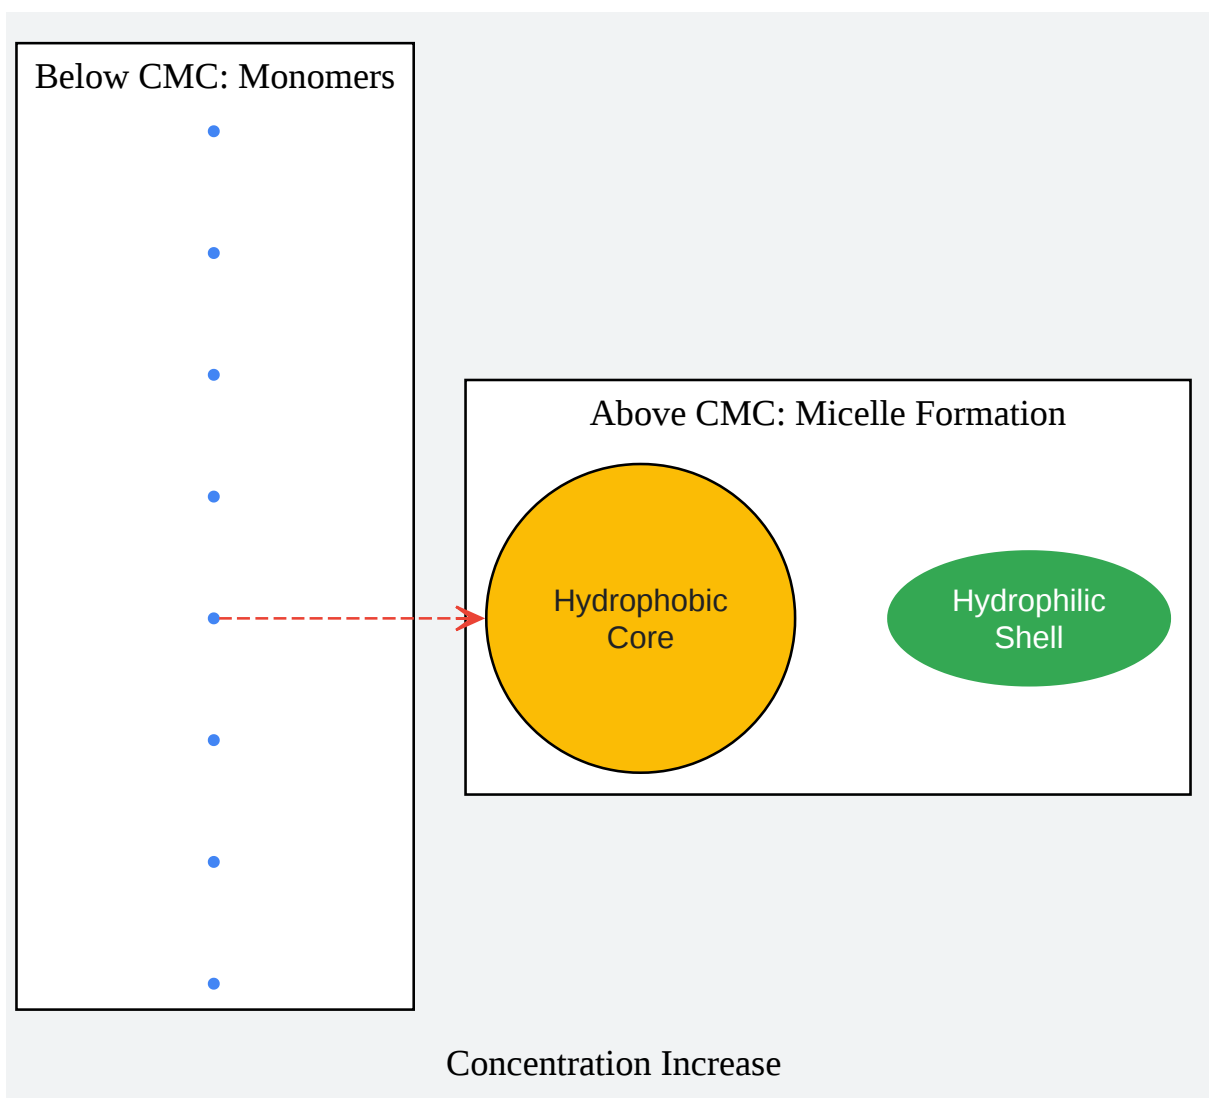 Below CMC: Monomers
Above CMC: Micelle Formation
Hydrophobic
Core
Hydrophilic
Shell
Concentration Increase